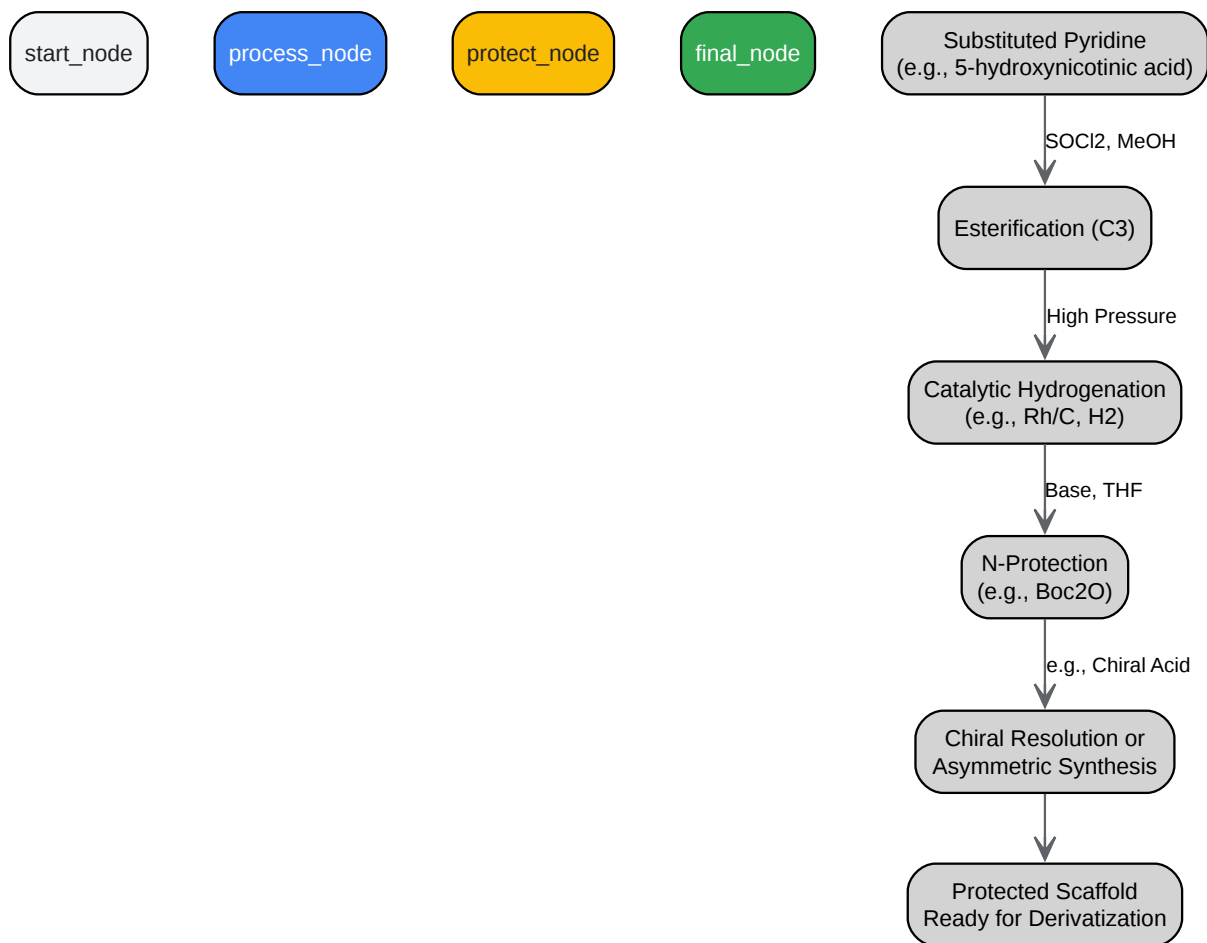 start_node
process_node
protect_node
final_node
Substituted Pyridine
(e.g., 5-hydroxynicotinic acid)
SOCl2, MeOH
Esterification (C3)
High Pressure
Catalytic Hydrogenation
(e.g., Rh/C, H2)
Base, THF
N-Protection
(e.g., Boc2O)
e.g., Chiral Acid
Chiral Resolution or
Asymmetric Synthesis
Protected Scaffold
Ready for Derivatization